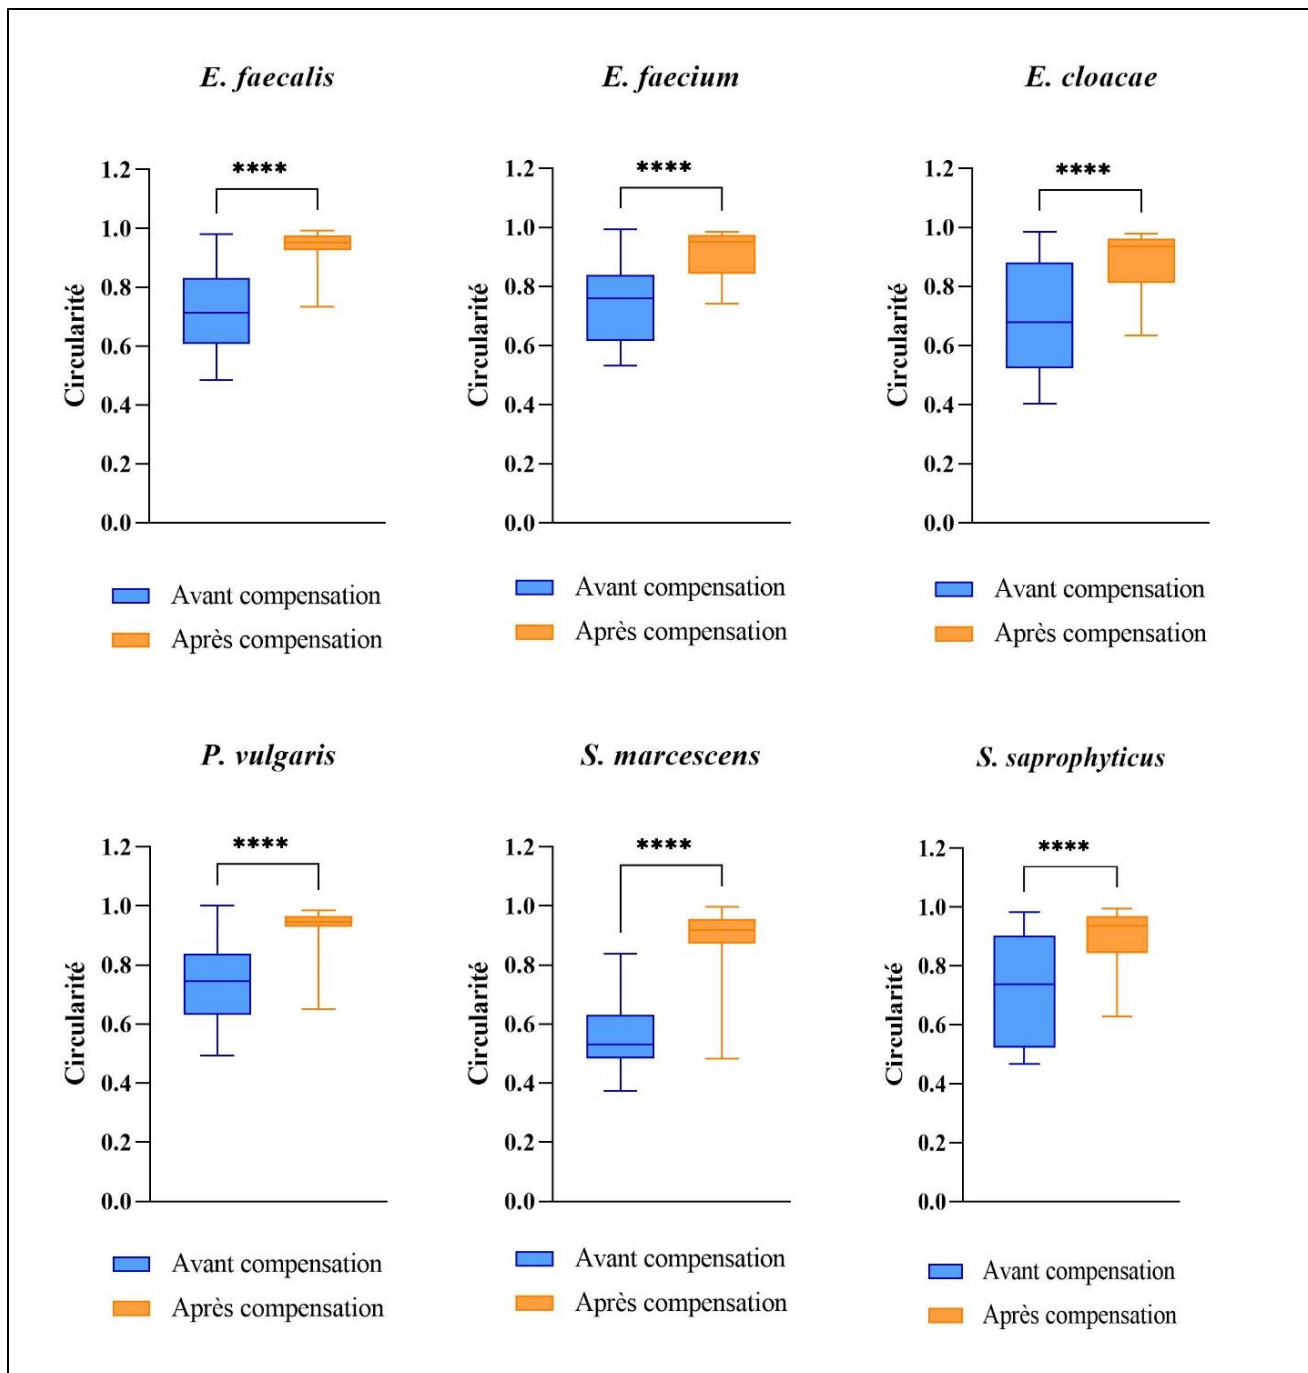 E. faecalis
E. faecium
E. cloacae
1.2
1.0
0.8
0.6
0.4
0.2
0.0
Circularité
****
Avant compensation
Après compensation
1.2
1.0
0.8
0.6
0.4
0.2
0.0
Circularité
****
Avant compensation
Après compensation
1.2
1.0
0.8
0.6
0.4
0.2
0.0
Circularité
****
Avant compensation
Après compensation
P. vulgaris
S. marcescens
S. saprophyticus
1.2
1.0
0.8
0.6
0.4
0.2
0.0
Circularité
****
Avant compensation
Après compensation
1.2
1.0
0.8
0.6
0.4
0.2
0.0
Circularité
****
Avant compensation
Après compensation
1.2
1.0
0.8
0.6
0.4
0.2
0.0
Circularité
****
Avant compensation
Après compensation